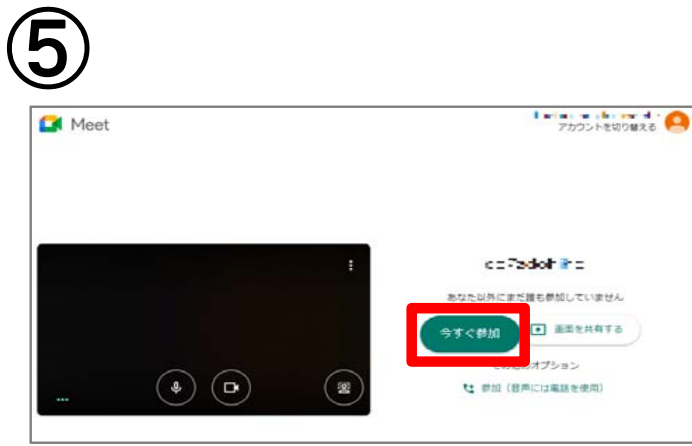 ⑤
Meet
アカウントを切り替える
あなた以外にまだ誰も参加していません
今すぐ参加
画面を共有する
オプション
参加（音声には電話を使用）